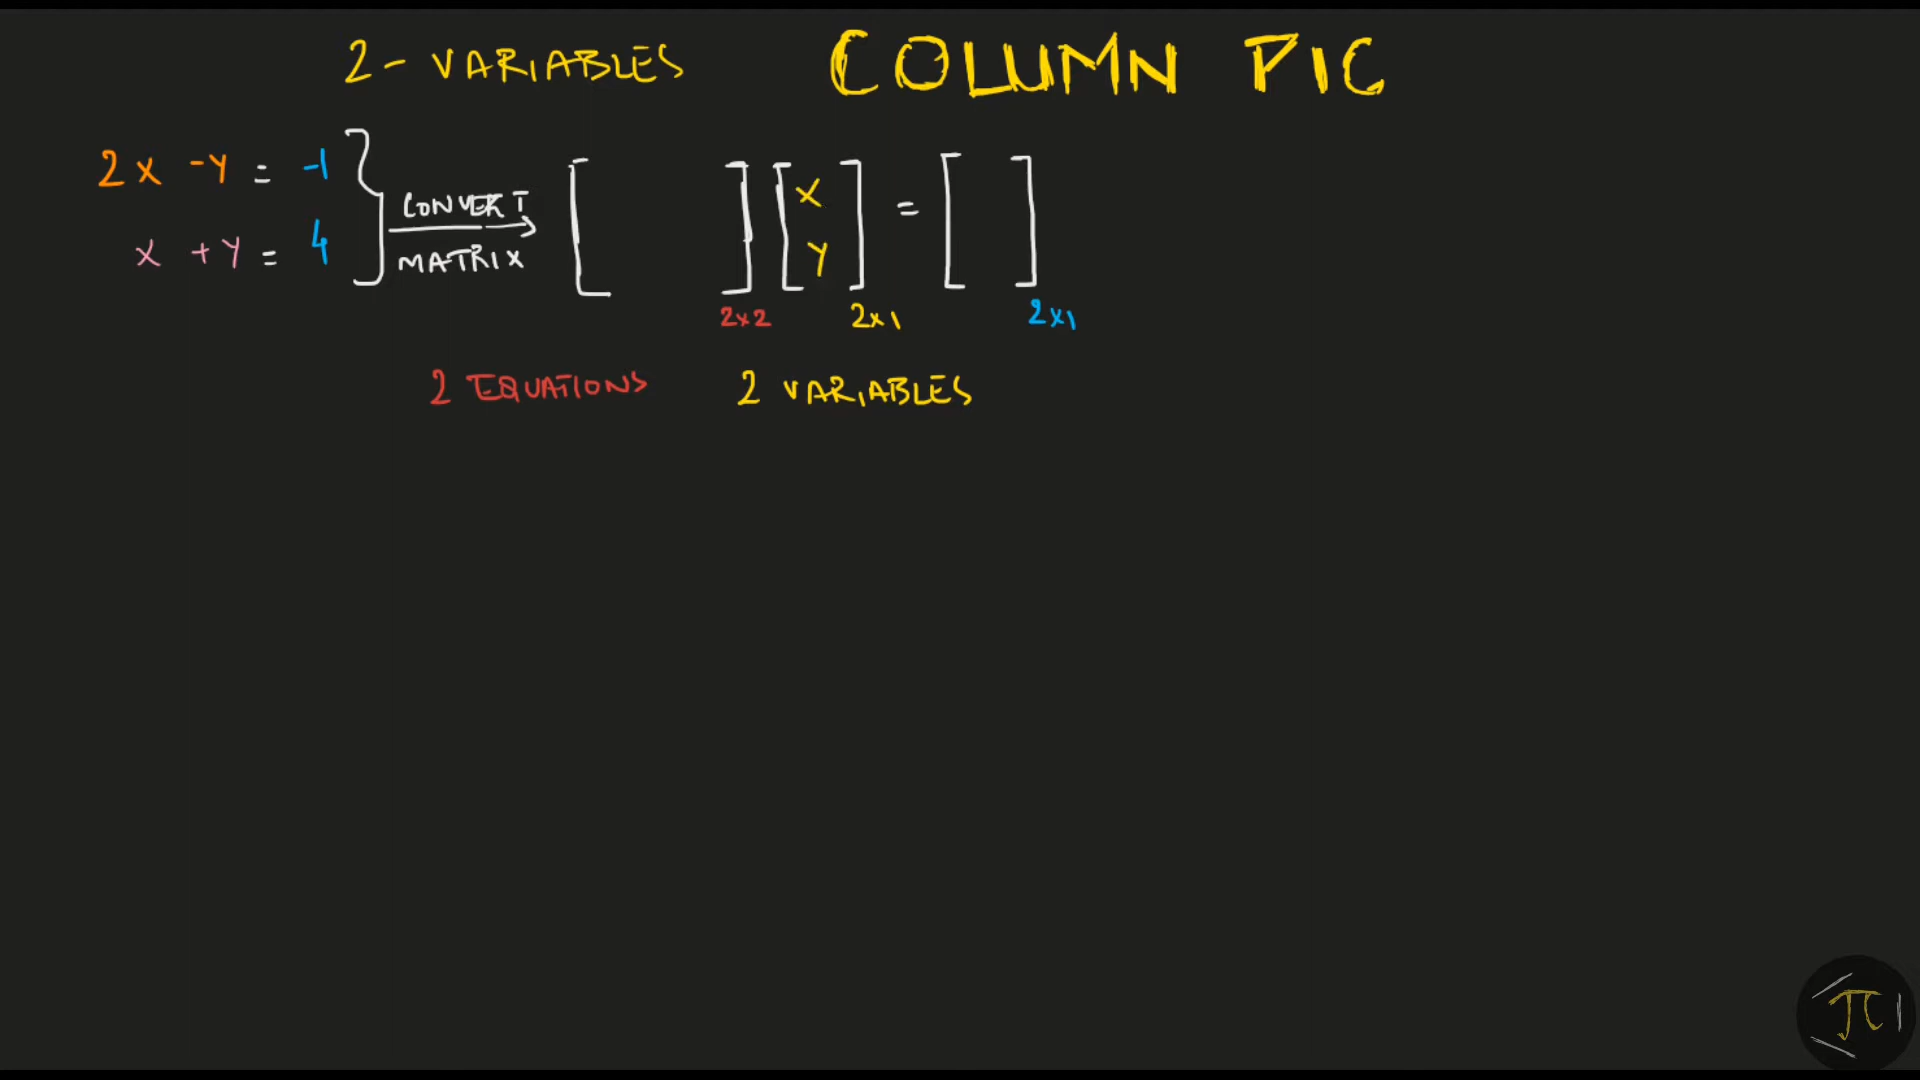 2 - VARIABLES COLUMN PIC
2x - y = -1
x + y = 4
CONVERT
MATRIX
[ ] [ x y ] = [ ]
2x2 2x1 2x1
2 EQUATIONS 2 VARIABLES
π